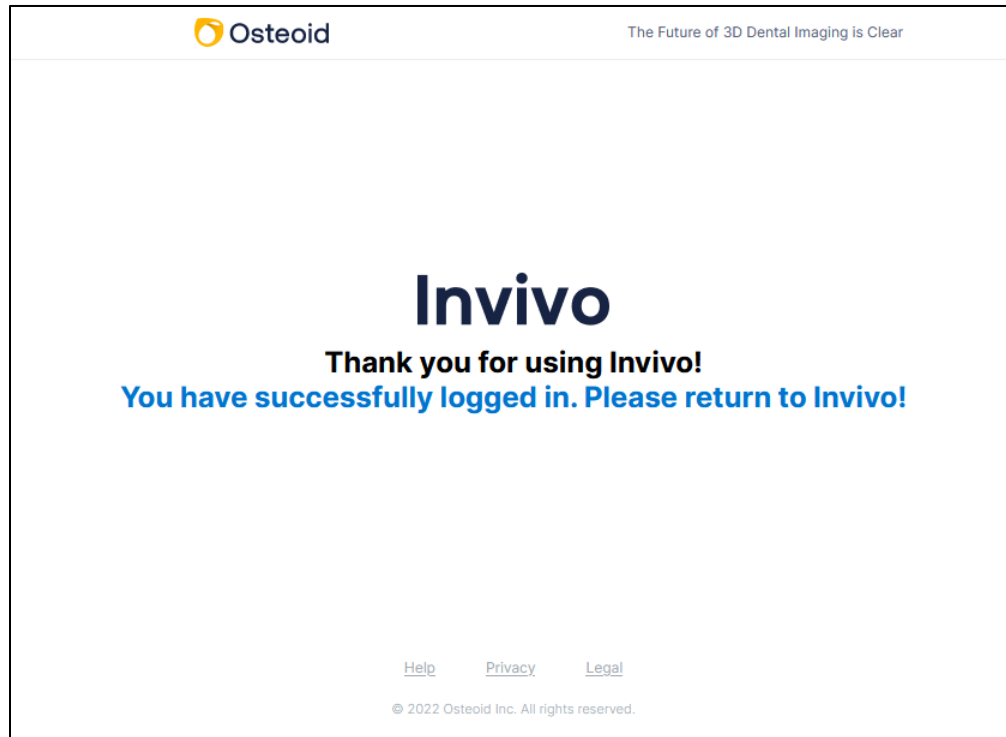 Osteoid
The Future of 3D Dental Imaging is Clear
Invivo
Thank you for using Invivo!
You have successfully logged in. Please return to Invivo!
Help Privacy Legal
© 2022 Osteoid Inc. All rights reserved.